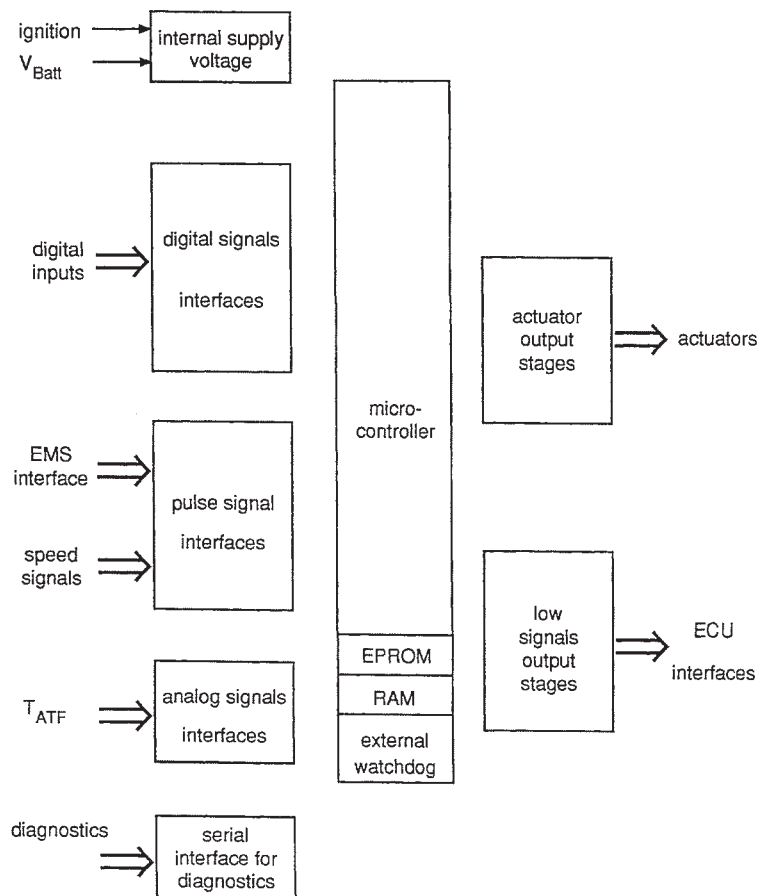 ignition
V_Batt
internal supply
voltage
digital
inputs
digital signals
interfaces
EMS
interface
speed
signals
pulse signal
interfaces
T_ATF
analog signals
interfaces
diagnostics
serial
interface for
diagnostics
micro-
controller
EPROM
RAM
external
watchdog
actuator
output
stages
actuators
low
signals
output
stages
ECU
interfaces